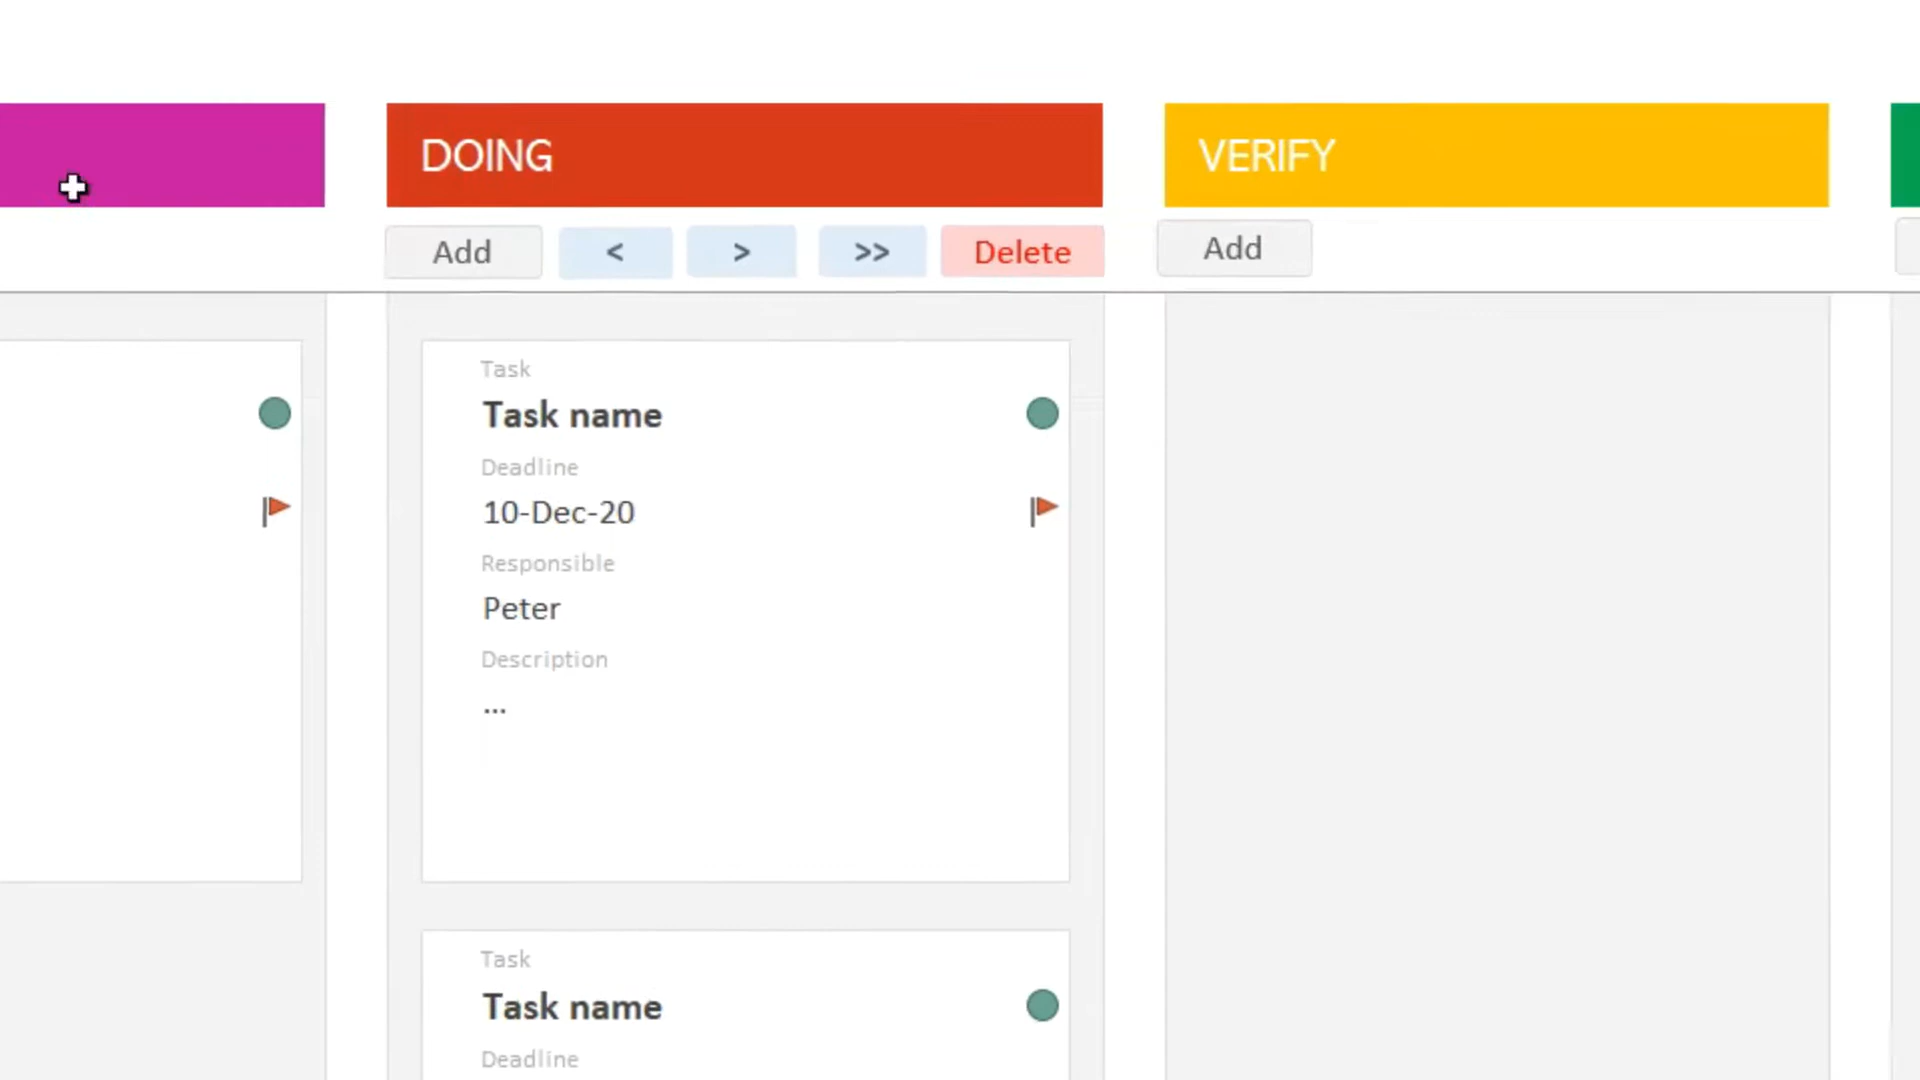 DOING
VERIFY
Add < > >> Delete
Add
Task
Task name
Deadline
10-Dec-20
Responsible
Peter
Description
...
Task
Task name
Deadline